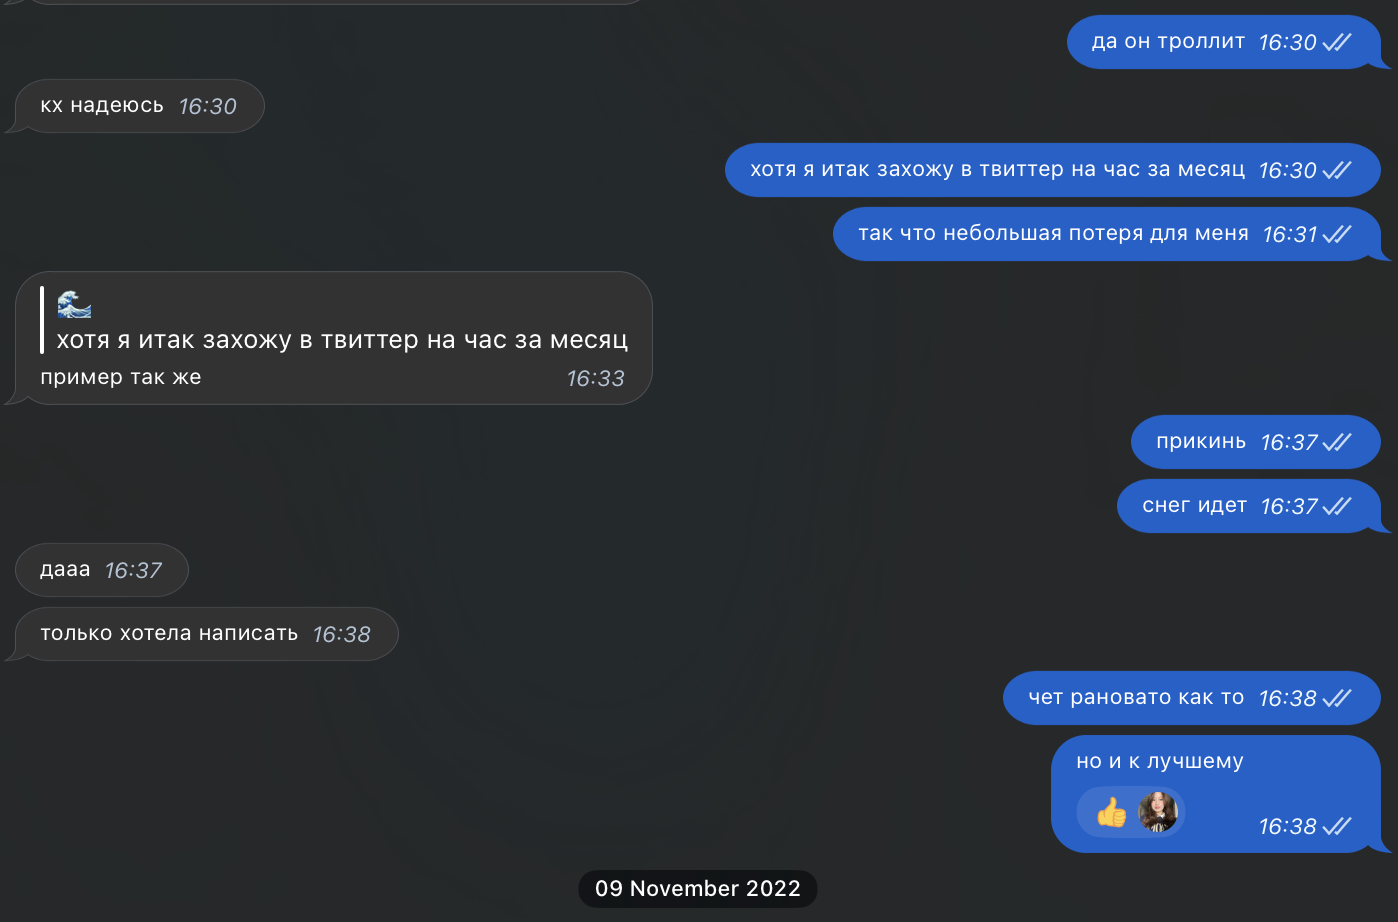 да он троллит 16:30
кх надеюсь 16:30
хотя я итак захожу в твиттер на час за месяц 16:30
так что небольшая потеря для меня 16:31
🌊
хотя я итак захожу в твиттер на час за месяц
пример так же 16:33
прикинь 16:37
снег идет 16:37
дааа 16:37
только хотела написать 16:38
чет рановато как то 16:38
но и к лучшему
👍 16:38
09 November 2022